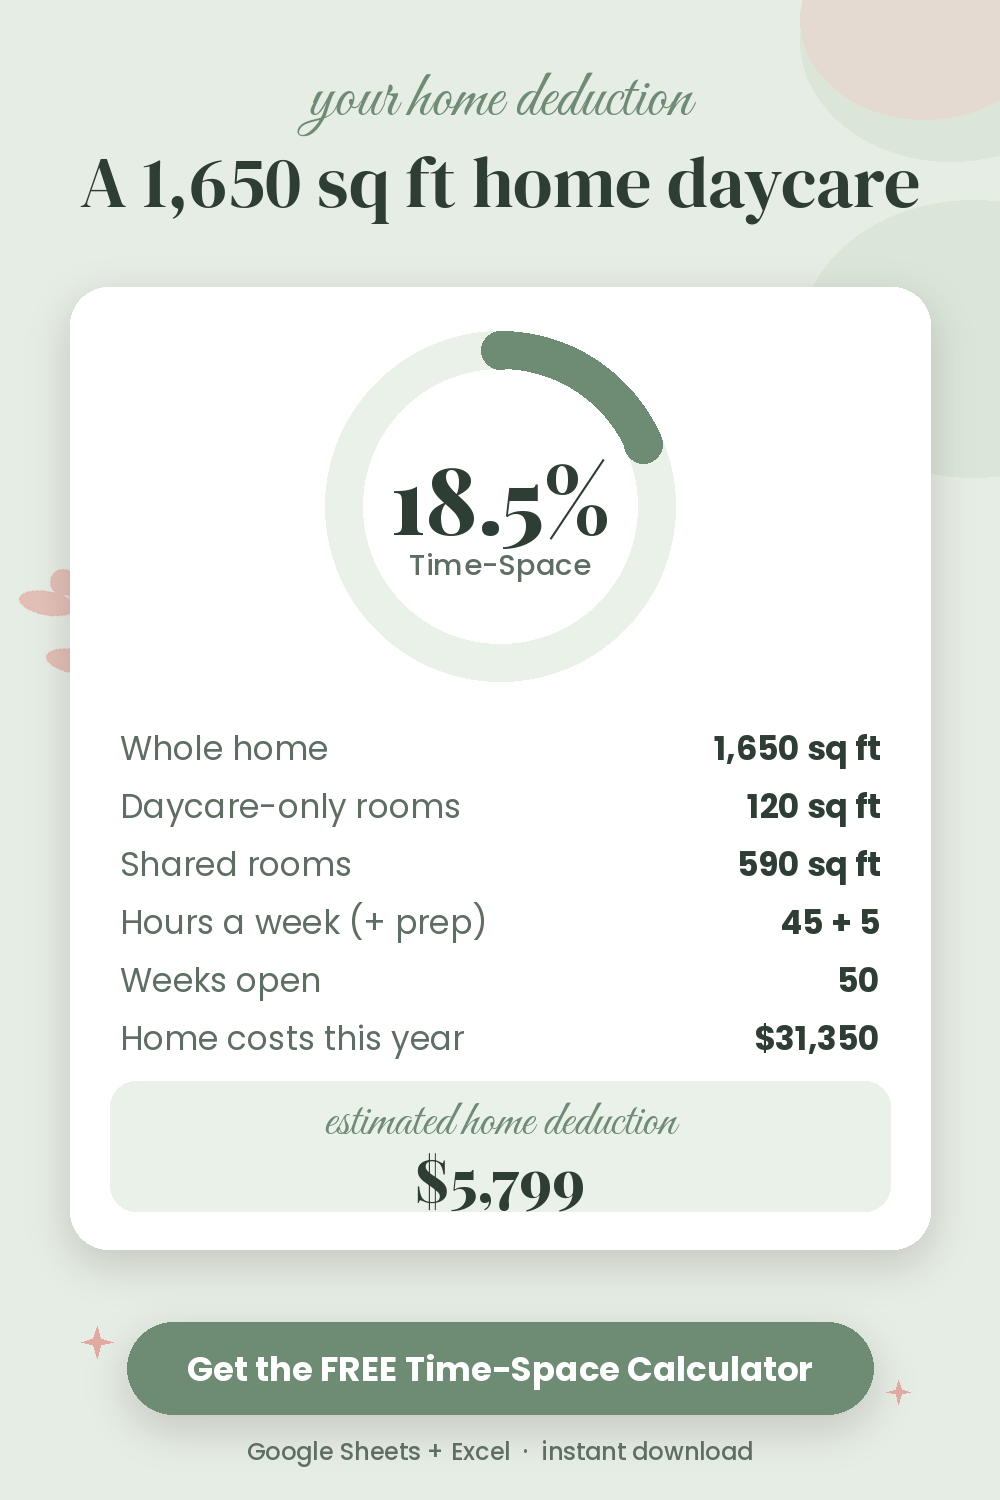 your home deduction
A 1,650 sq ft home daycare
18.5%
Time-Space
Whole home 1,650 sq ft
Daycare-only rooms 120 sq ft
Shared rooms 590 sq ft
Hours a week (+ prep) 45 + 5
Weeks open 50
Home costs this year $31,350
estimated home deduction
$5,799
Get the FREE Time-Space Calculator
Google Sheets + Excel · instant download